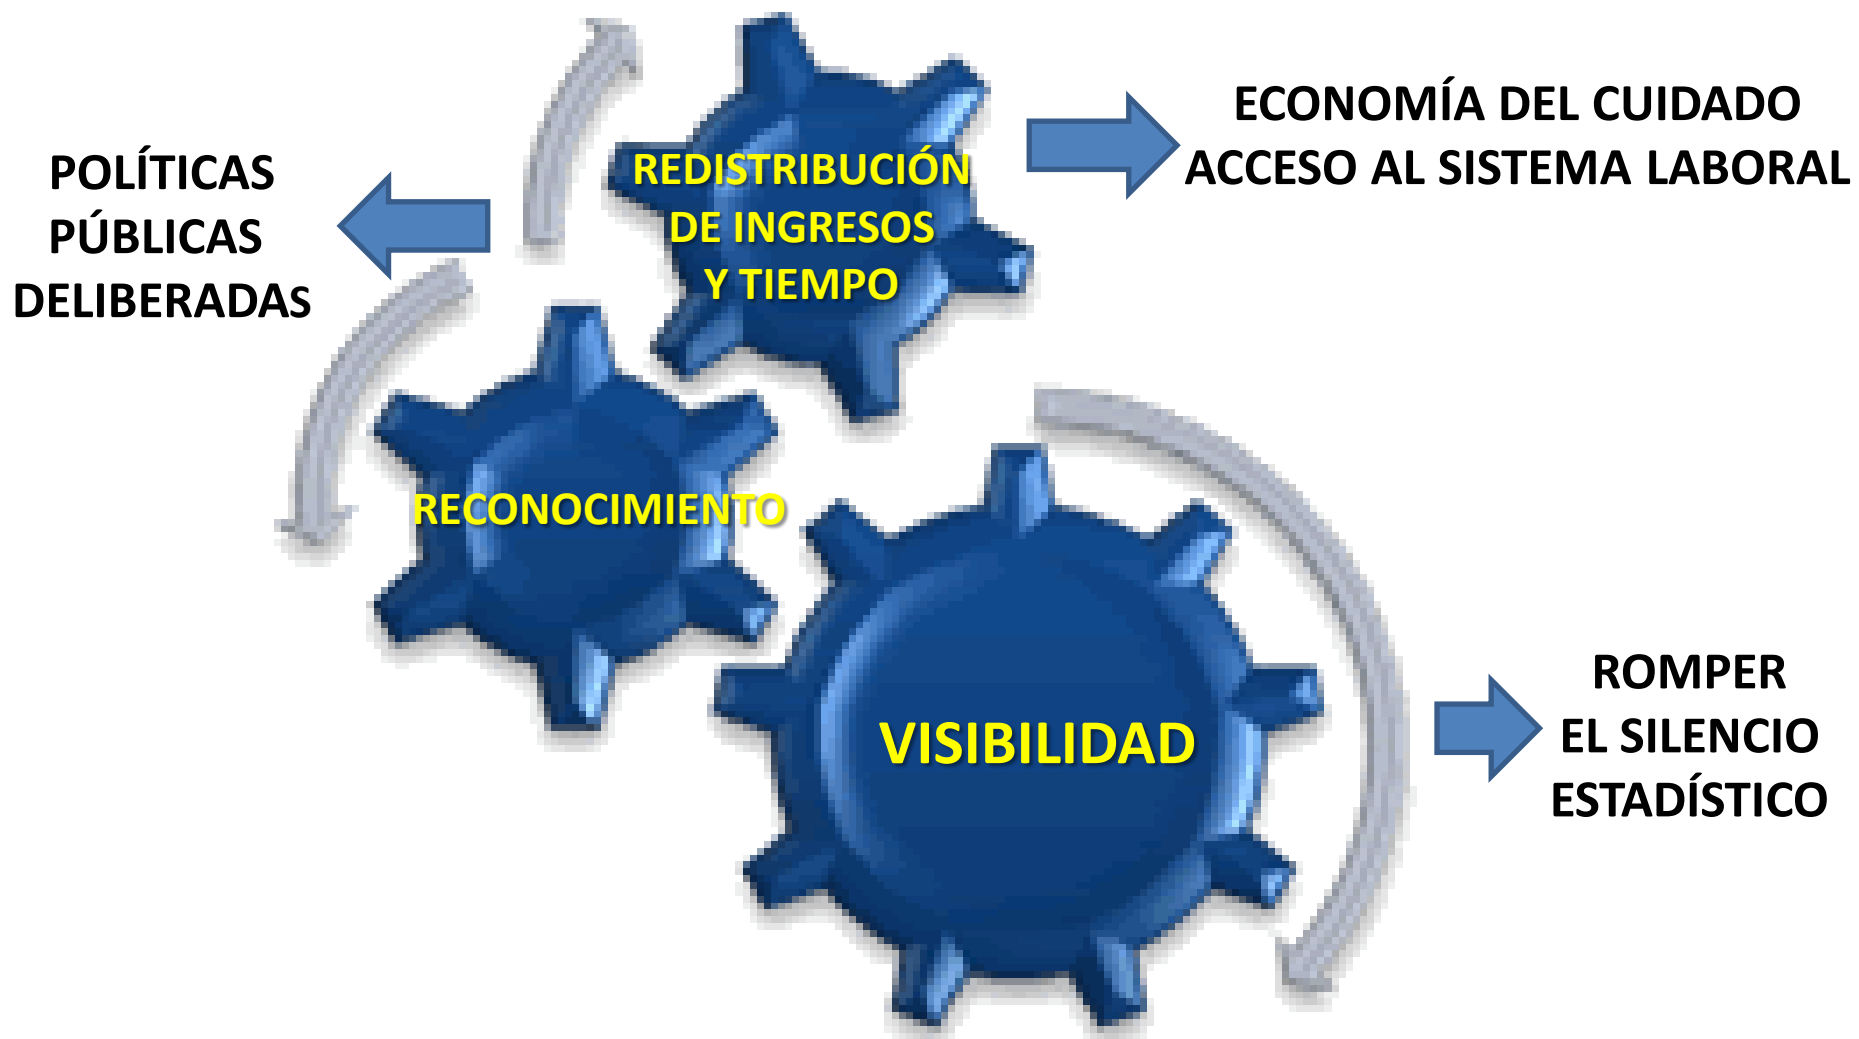 ECONOMÍA DEL CUIDADO
ACCESO AL SISTEMA LABORAL
POLÍTICAS
PÚBLICAS
DELIBERADAS
REDISTRIBUCIÓN
DE INGRESOS
Y TIEMPO
RECONOCIMIENTO
VISIBILIDAD
ROMPER
EL SILENCIO
ESTADÍSTICO